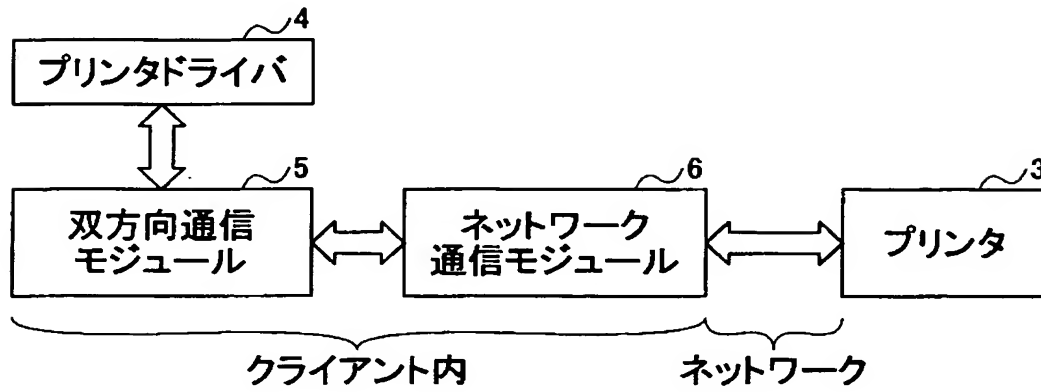 4
プリンタドライバ
5
双方向通信
モジュール
6
ネットワーク
通信モジュール
3
プリンタ
クライアント内
ネットワーク